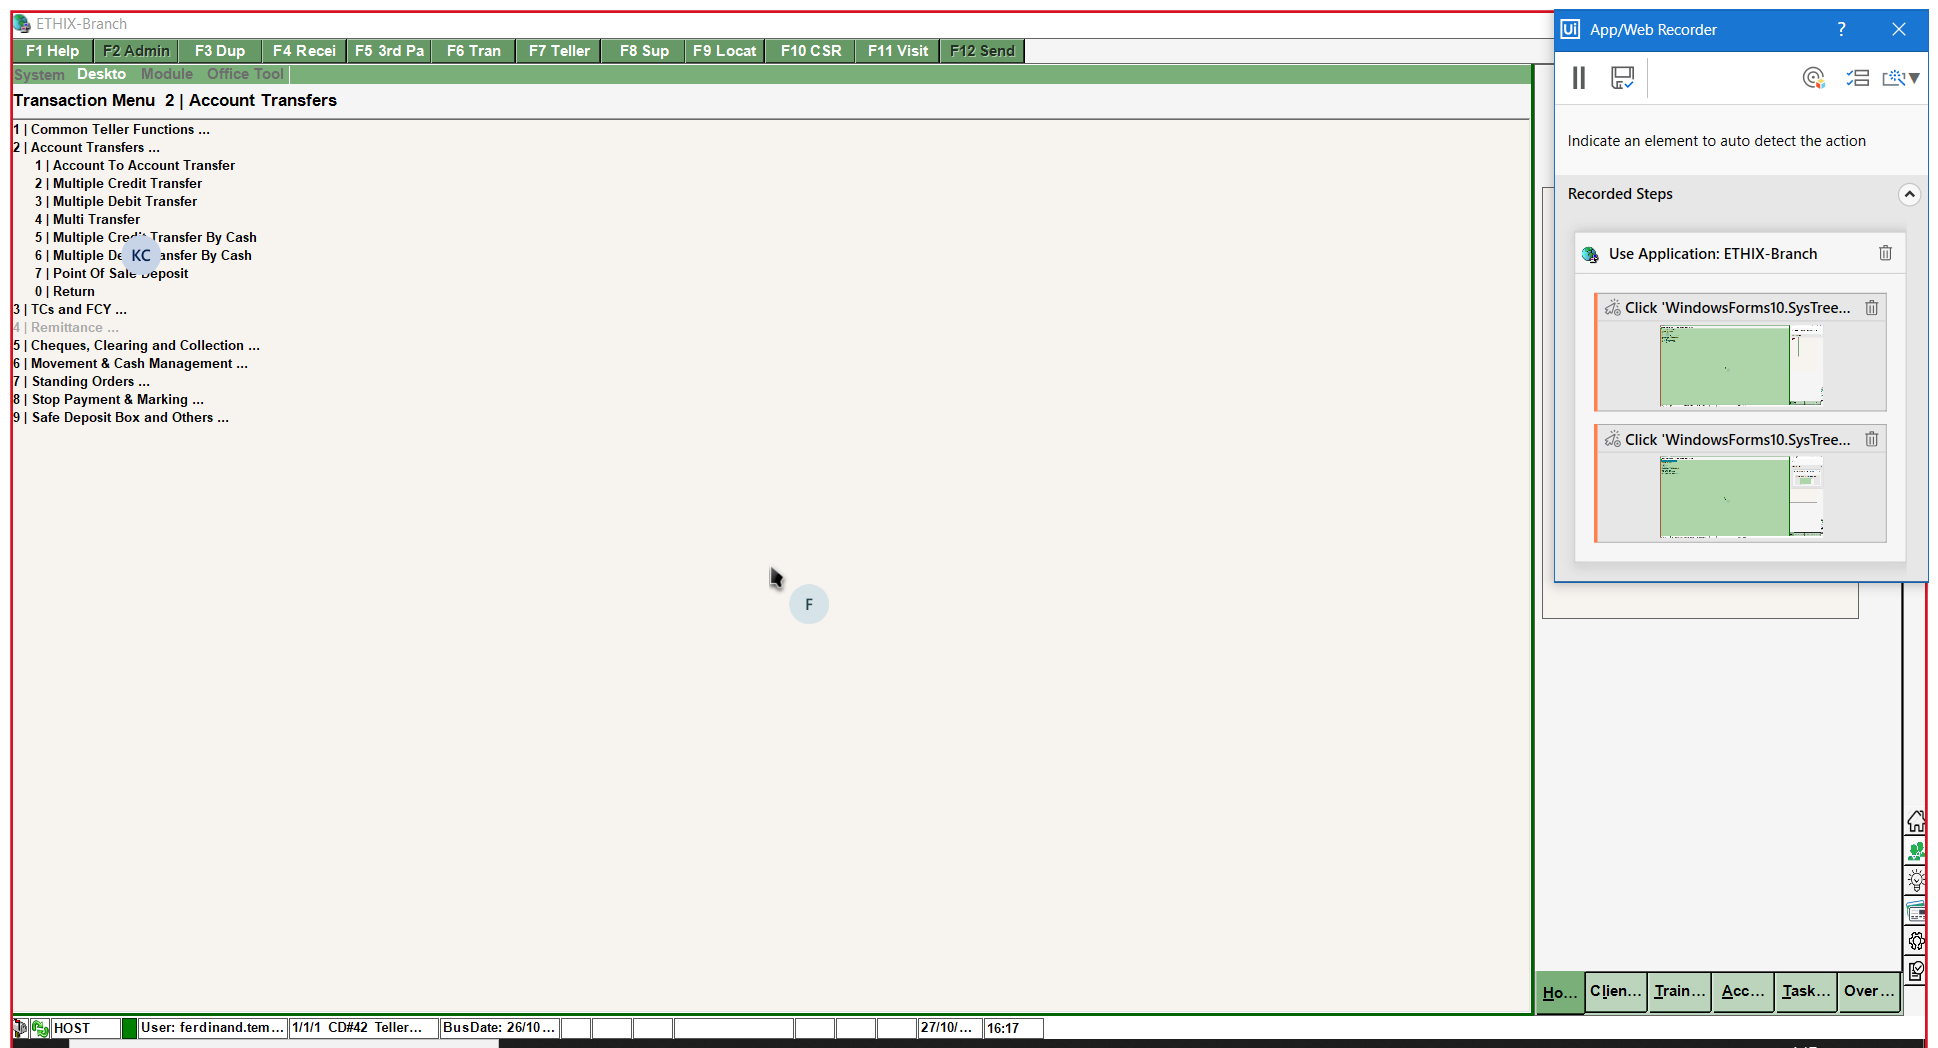 ETHIX-Branch
F1 Help F2 Admin F3 Dup F4 Recei F5 3rd Pa F6 Tran F7 Teller F8 Sup F9 Locat F10 CSR F11 Visit F12 Send
System Deskto Module Office Tool
Transaction Menu 2 | Account Transfers
1 | Common Teller Functions ...
2 | Account Transfers ...
1 | Account To Account Transfer
2 | Multiple Credit Transfer
3 | Multiple Debit Transfer
4 | Multi Transfer
5 | Multiple Credit Transfer By Cash
6 | Multiple De ansfer By Cash
KC
7 | Point Of Sale Deposit
0 | Return
3 | TCs and FCY ...
4 | Remittance ...
5 | Cheques, Clearing and Collection ...
6 | Movement & Cash Management ...
7 | Standing Orders ...
8 | Stop Payment & Marking ...
9 | Safe Deposit Box and Others ...
F
Ui App/Web Recorder ?
Indicate an element to auto detect the action
Recorded Steps
Use Application: ETHIX-Branch
Click 'WindowsForms10.SysTree...
Click 'WindowsForms10.SysTree...
Ho... Clien... Train... Acc... Task... Over...
HOST User: ferdinand.tem... 1/1/1 CD#42 Teller... BusDate: 26/10... 27/10/... 16:17